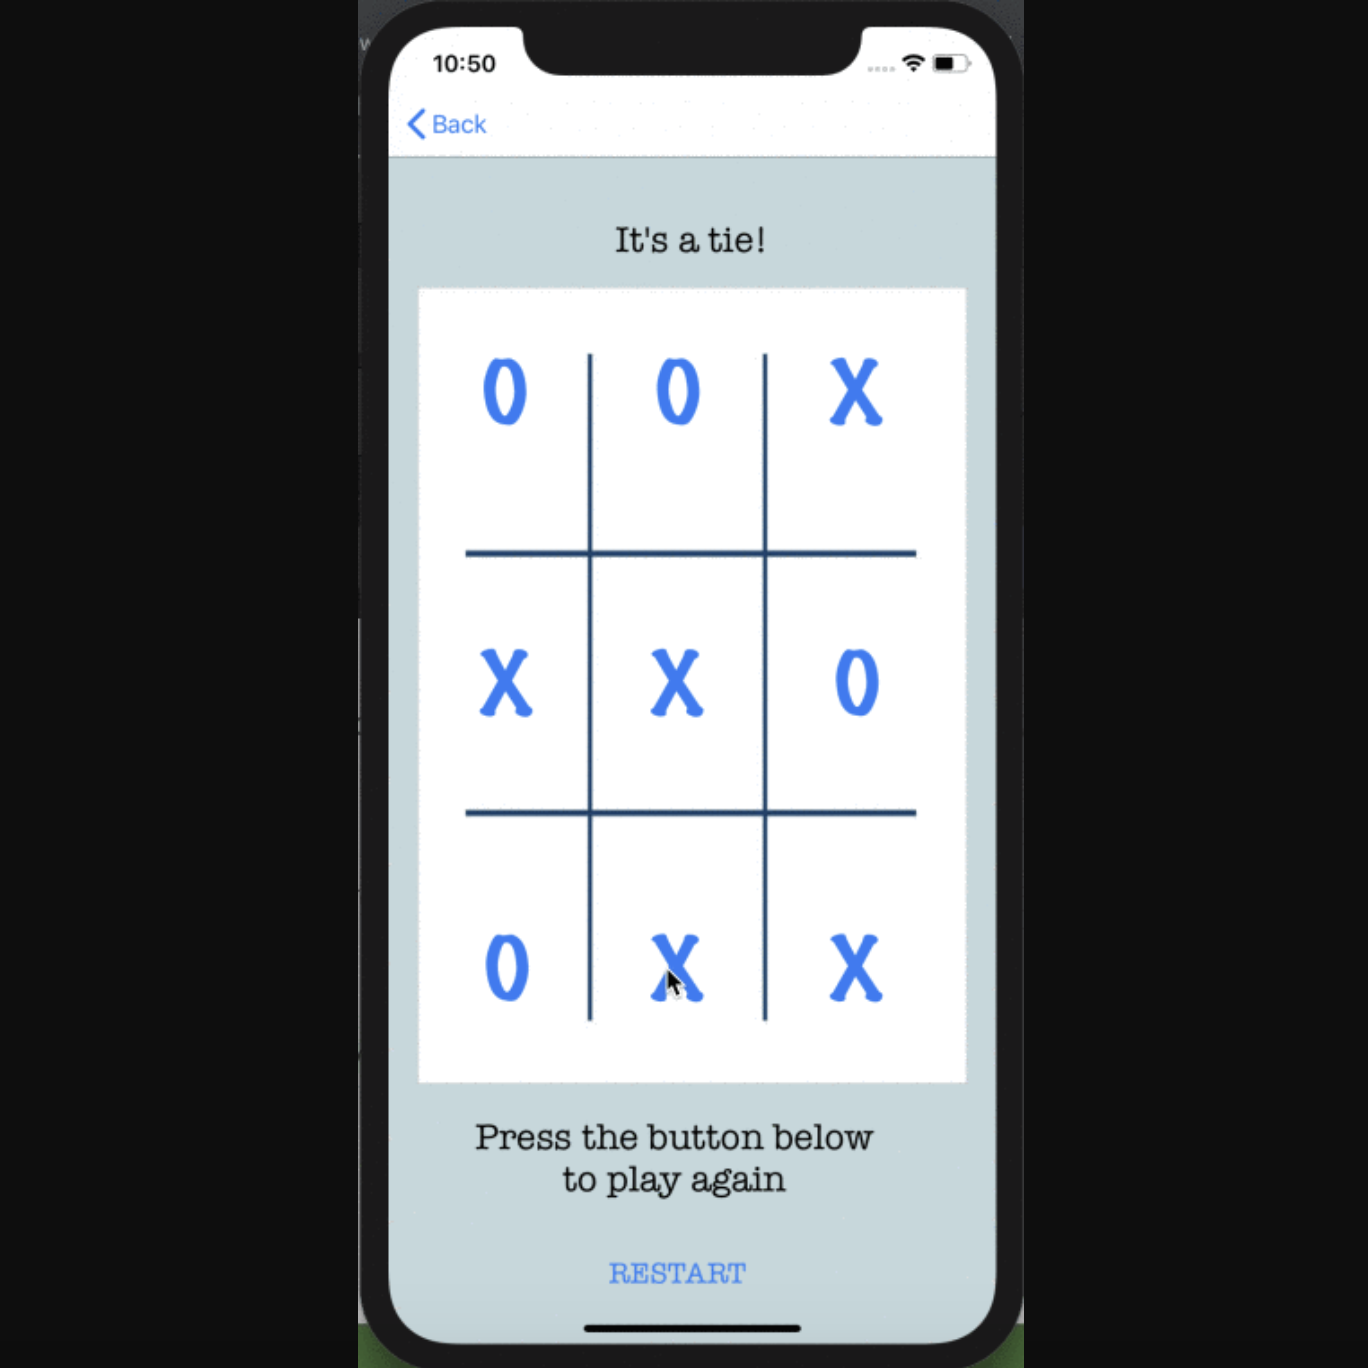 10:50
Back
It's a tie!
O O X
X X O
O X X
Press the button below
to play again
RESTART